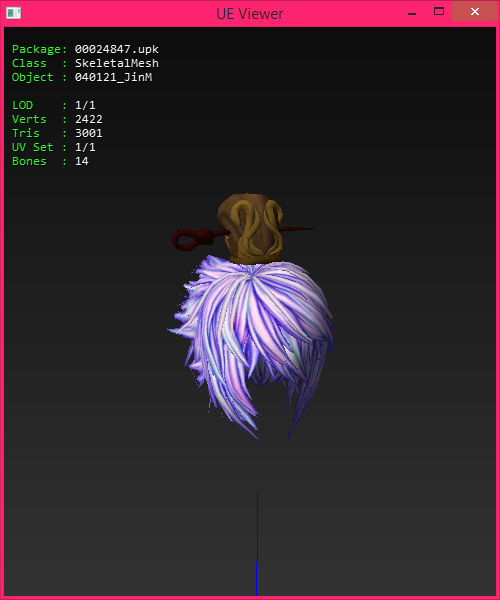 UE Viewer
Package: 00024847.upk
Class  : SkeletalMesh
Object : 040121_JinM
LOD    : 1/1
Verts  : 2422
Tris   : 3001
UV Set : 1/1
Bones  : 14